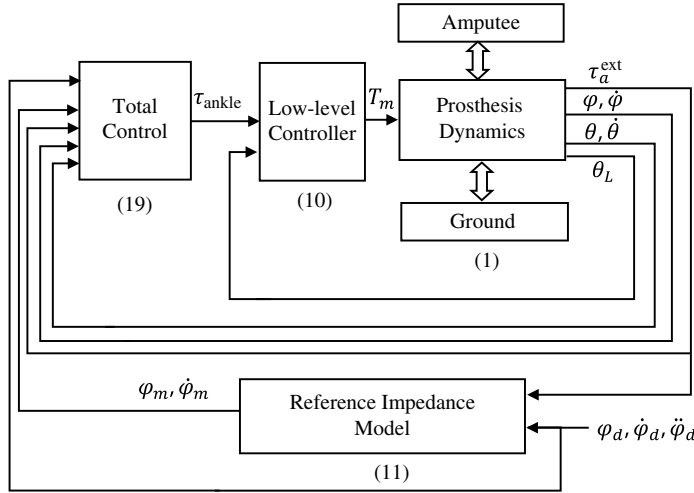 Amputee
Total
Control
τ_ankle
Low-level
Controller
T_m
Prosthesis
Dynamics
τ_a^ext
φ, φ̇
θ, θ̇
θ_L
(19)
(10)
Ground
(1)
φ_m, φ̇_m
Reference Impedance
Model
φ_d, φ̇_d, φ̈_d
(11)